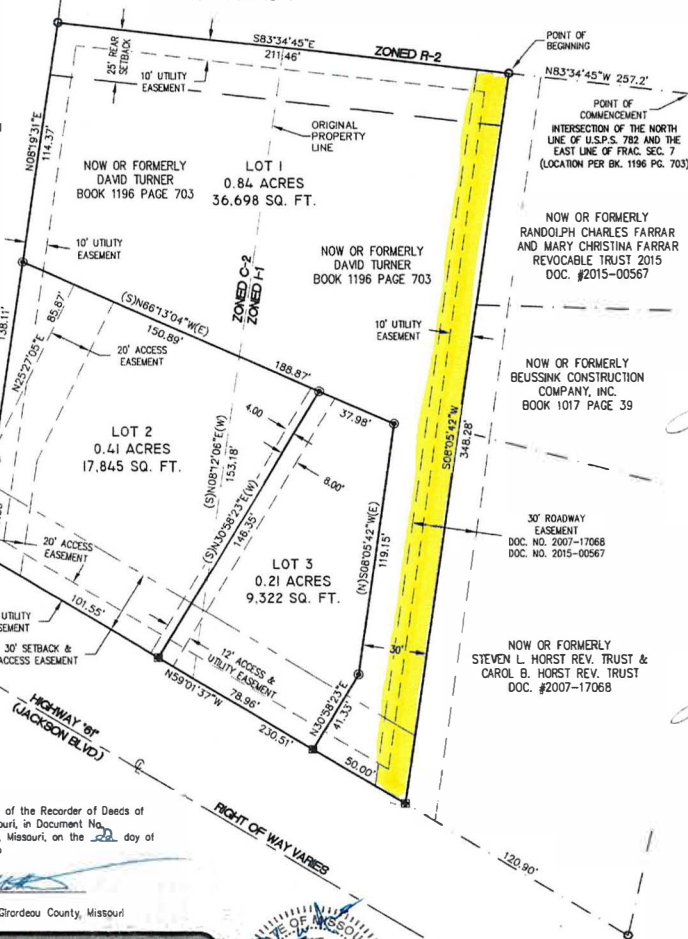 S83°34'45"E
211.46'
ZONED R-2
25' REAR
SETBACK
10' UTILITY
EASEMENT
POINT OF
BEGINNING
N83°34'45"W 257.2'
POINT OF
COMMENCEMENT
INTERSECTION OF THE NORTH
LINE OF U.S.P.S. 782 AND THE
EAST LINE OF FRAC. SEC. 7
(LOCATION PER BK. 1196 PG. 703)
ORIGINAL
PROPERTY
LINE
N08°19'31"E
114.37'
NOW OR FORMERLY
DAVID TURNER
BOOK 1196 PAGE 703
LOT 1
0.84 ACRES
36,698 SQ. FT.
NOW OR FORMERLY
RANDOLPH CHARLES FARRAR
AND MARY CHRISTINA FARRAR
REVOCABLE TRUST 2015
DOC. #2015-00567
10' UTILITY
EASEMENT
NOW OR FORMERLY
DAVID TURNER
BOOK 1196 PAGE 703
ZONED C-2
ZONED I-1
138.11'
N25°27'05"E
85.87'
(S)N66°13'04"W(E)
150.89'
188.87'
20' ACCESS
EASEMENT
10' UTILITY
EASEMENT
NOW OR FORMERLY
BEUSSINK CONSTRUCTION
COMPANY, INC.
BOOK 1017 PAGE 39
37.98'
4.00
8.00'
LOT 2
0.41 ACRES
17,845 SQ. FT.
(S)N08°12'06"E(W)
153.18'
(S)N30°58'23"E(W)
146.35'
S08°05'42"W
348.28'
30' ROADWAY
EASEMENT
DOC. NO. 2007-17068
DOC. NO. 2015-00567
(N)S08°05'42"W(E)
119.15'
20' ACCESS
EASEMENT
LOT 3
0.21 ACRES
9,322 SQ. FT.
101.55'
UTILITY
30' SETBACK &
ACCESS EASEMENT
12' ACCESS &
UTILITY EASEMENT
30'
NOW OR FORMERLY
STEVEN L. HORST REV. TRUST &
CAROL B. HORST REV. TRUST
DOC. #2007-17068
N59°01'37"W
78.96'
230.51'
N30°58'23"E
41.33'
50.00'
HIGHWAY "61"
(JACKSON BLVD.)
RIGHT OF WAY VARIES
120.90'
of the Recorder of Deeds of
ouri, in Document No.
, Missouri, on the 22 day of
Girardeau County, Missouri